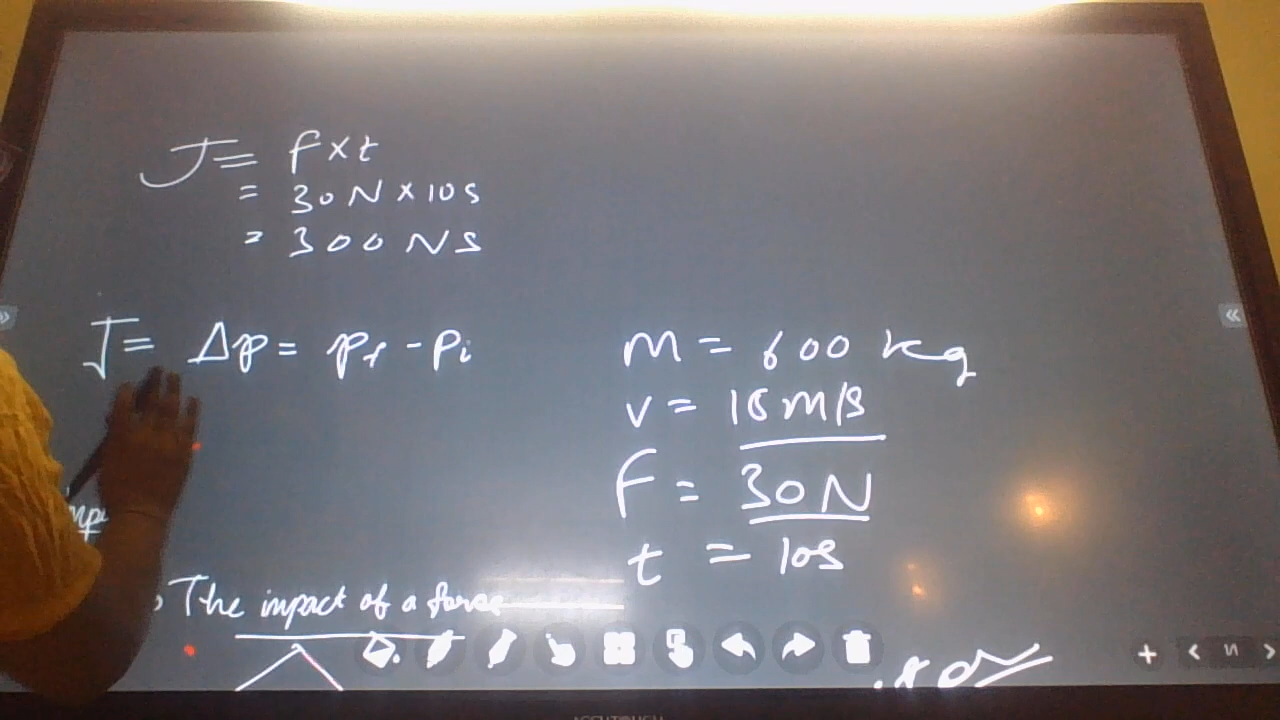 J = F x t
= 30 N x 10 s
= 300 NS
J = Δp = pf - pi
m = 600 kg
v = 15 m/s
F = 30 N
t = 10s
The impact of a force